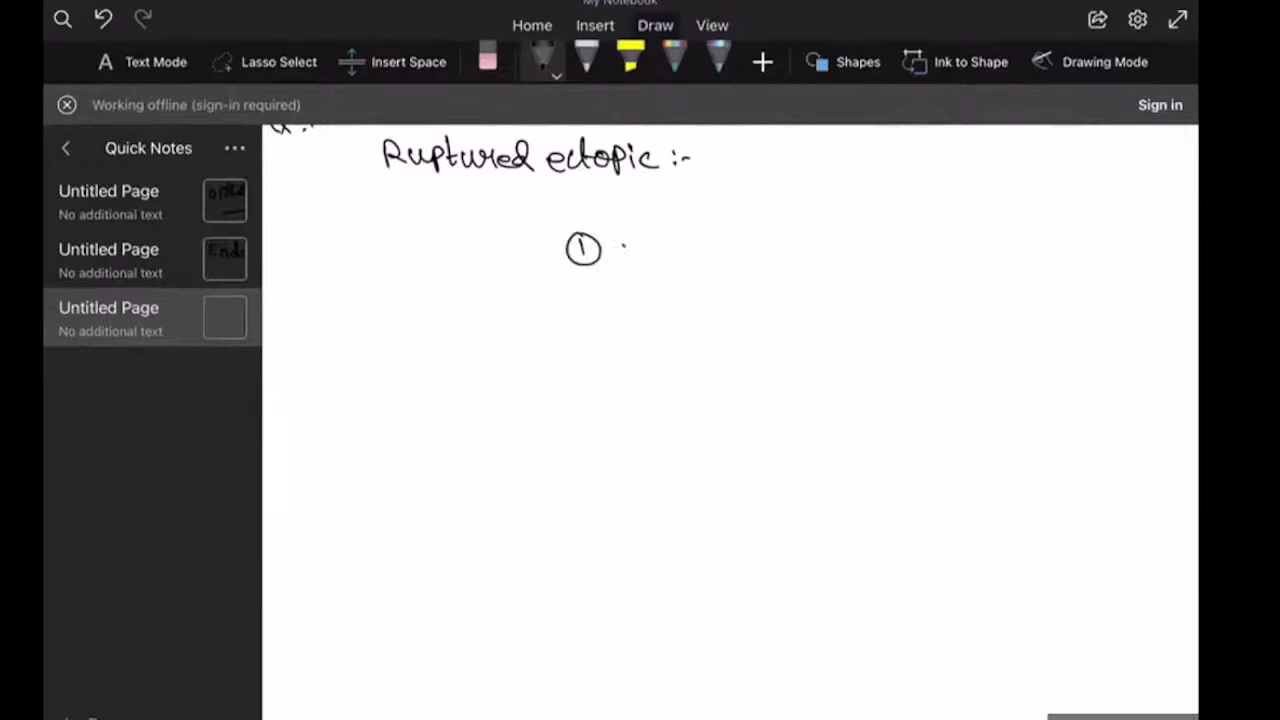 My Notebook
Home Insert Draw View
Text Mode Lasso Select Insert Space Shapes Ink to Shape Drawing Mode
Working offline (sign-in required) Sign in
Quick Notes
Untitled Page
No additional text
Untitled Page
No additional text
Untitled Page
No additional text
Ruptured ectopic :-
①